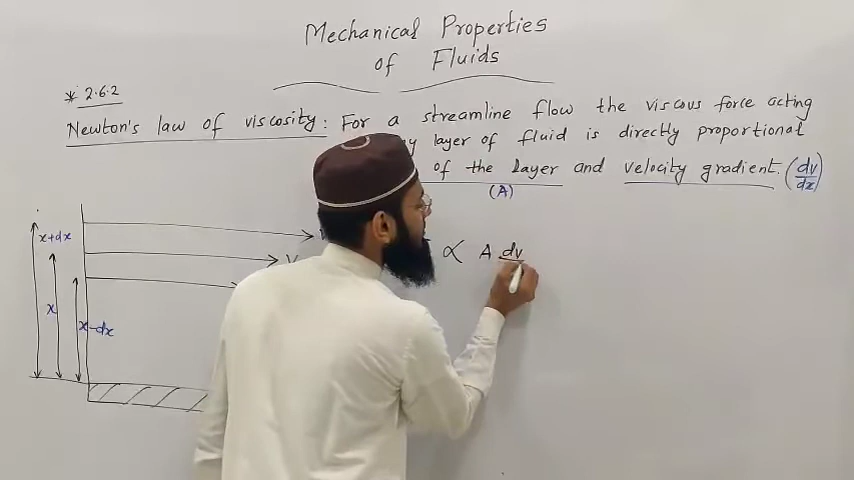 Mechanical Properties
of Fluids
* 2.6.2
Newton's law of viscosity: For a streamline flow the viscous force acting
layer of fluid is directly proportional
of the layer and velocity gradient. (dv/dx)
(A)
x+dx
V
∝ A dv
x
x-dx